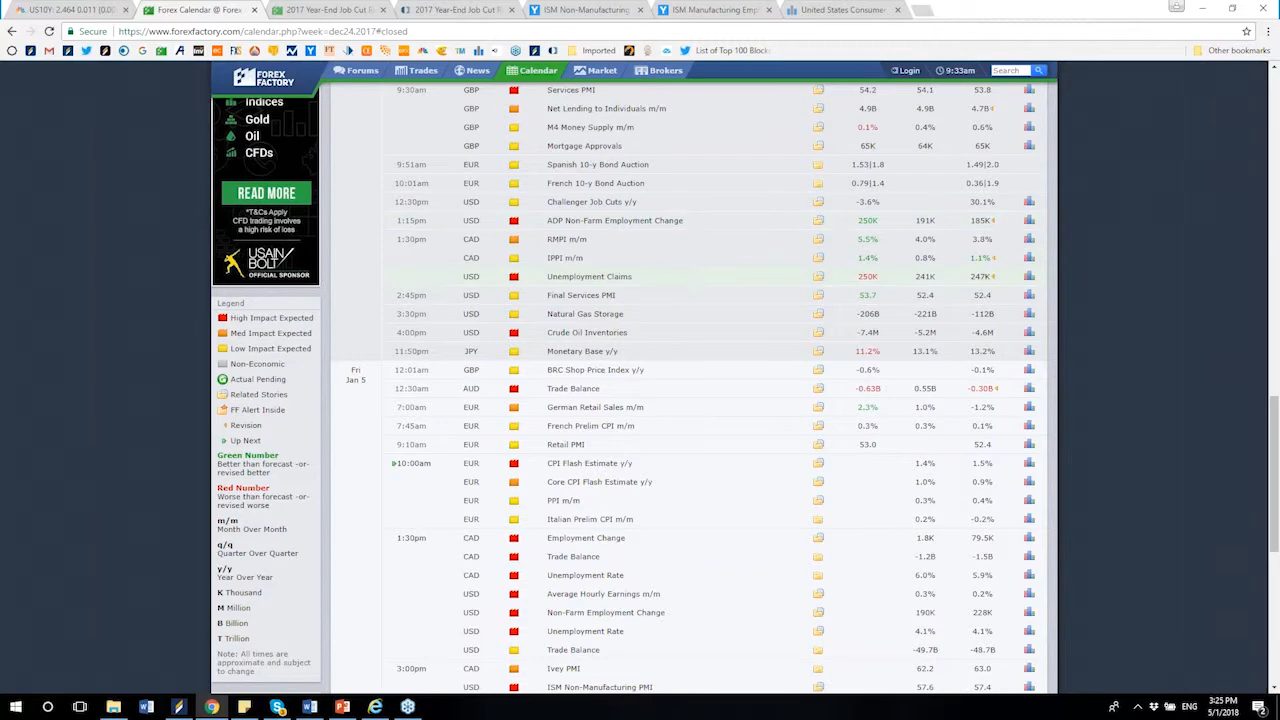 US10Y: 2.464 0.011 (0.00
Forex Calendar @ Forex
2017 Year-End Job Cut R
2017 Year-End Job Cut R
ISM Non-Manufacturing
ISM Manufacturing Emp
United States Consume
Secure
https://www.forexfactory.com/calendar.php?week=dec24.2017#closed
Imported
List of Top 100 Block
Other bookmarks
FOREX FACTORY
Forums
Trades
News
Calendar
Market
Brokers
Login
9:33am
Search
Indices
Gold
Oil
CFDs
READ MORE
*T&Cs Apply
CFD trading involves
a high risk of loss
USAIN
BOLT
OFFICIAL SPONSOR
Legend
High Impact Expected
Med Impact Expected
Low Impact Expected
Non-Economic
Actual Pending
Related Stories
FF Alert Inside
Revision
Up Next
Green Number
Better than forecast -or-
revised better
Red Number
Worse than forecast -or-
revised worse
m/m
Month Over Month
q/q
Quarter Over Quarter
y/y
Year Over Year
K Thousand
M Million
B Billion
T Trillion
Note: All times are
approximate and subject
to change
9:30am GBP Services PMI 54.2 54.1 53.8
GBP Net Lending to Individuals m/m 4.9B 4.9B 4.7B
GBP M4 Money Supply m/m 0.1% 0.4% 0.6%
GBP Mortgage Approvals 65K 64K 65K
9:51am EUR Spanish 10-y Bond Auction 1.53|1.8 1.49|2.0
10:01am EUR French 10-y Bond Auction 0.79|1.4 0.36|1.9
12:30pm USD Challenger Job Cuts y/y -3.6% 30.1%
1:15pm USD ADP Non-Farm Employment Change 250K 191K 185K
1:30pm CAD RMPI m/m 5.5% 4.0% 3.8%
CAD IPPI m/m 1.4% 0.8% 1.1%
USD Unemployment Claims 250K 241K 247K
2:45pm USD Final Services PMI 53.7 52.4 52.4
3:30pm USD Natural Gas Storage -206B -221B -112B
4:00pm USD Crude Oil Inventories -7.4M -5.2M -4.6M
11:50pm JPY Monetary Base y/y 11.2% 13.1% 13.2%
Fri
Jan 5
12:01am GBP BRC Shop Price Index y/y -0.6% -0.1%
12:30am AUD Trade Balance -0.63B 0.55B -0.30B
7:00am EUR German Retail Sales m/m 2.3% 1.0% -1.2%
7:45am EUR French Prelim CPI m/m 0.3% 0.3% 0.1%
9:10am EUR Retail PMI 53.0 52.4
10:00am EUR CPI Flash Estimate y/y 1.4% 1.5%
EUR Core CPI Flash Estimate y/y 1.0% 0.9%
EUR PPI m/m 0.3% 0.4%
EUR Italian Prelim CPI m/m 0.2% -0.2%
1:30pm CAD Employment Change 1.8K 79.5K
CAD Trade Balance -1.2B -1.5B
CAD Unemployment Rate 6.0% 5.9%
USD Average Hourly Earnings m/m 0.3% 0.2%
USD Non-Farm Employment Change 190K 228K
USD Unemployment Rate 4.1% 4.1%
USD Trade Balance -49.7B -48.7B
3:00pm CAD Ivey PMI 62.2 63.0
USD ISM Non-Manufacturing PMI 57.6 57.4
ENG
3:25 PM
5/1/2018